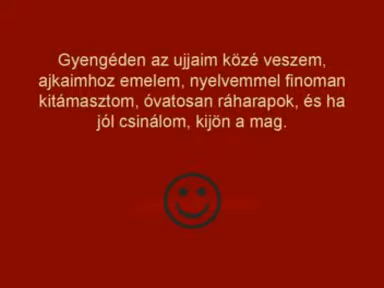 Gyengéden az ujjaim közé veszem,
ajkaimhoz emelem, nyelvemmel finoman
kitámasztom, óvatosan ráharapok, és ha
jól csinálom, kijön a mag.